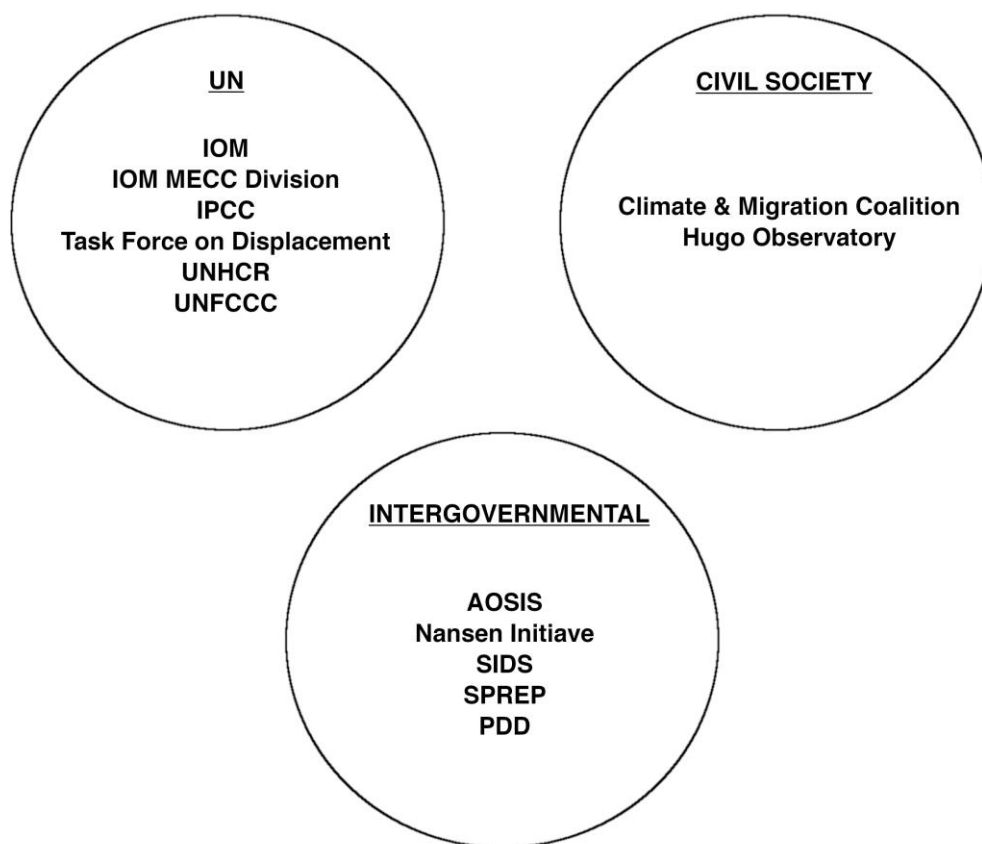 UN
IOM
IOM MECC Division
IPCC
Task Force on Displacement
UNHCR
UNFCCC
CIVIL SOCIETY
Climate & Migration Coalition
Hugo Observatory
INTERGOVERNMENTAL
AOSIS
Nansen Initiave
SIDS
SPREP
PDD